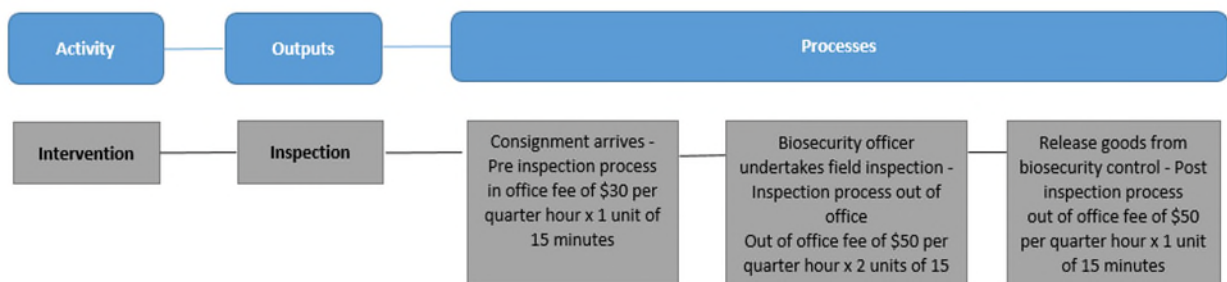 Activity
Outputs
Processes
Intervention
Inspection
Consignment arrives -
Pre inspection process
in office fee of $30 per
quarter hour x 1 unit of
15 minutes
Biosecurity officer
undertakes field inspection -
Inspection process out of
office
Out of office fee of $50 per
quarter hour x 2 units of 15
Release goods from
biosecurity control - Post
inspection process
out of office fee of $50
per quarter hour x 1 unit
of 15 minutes